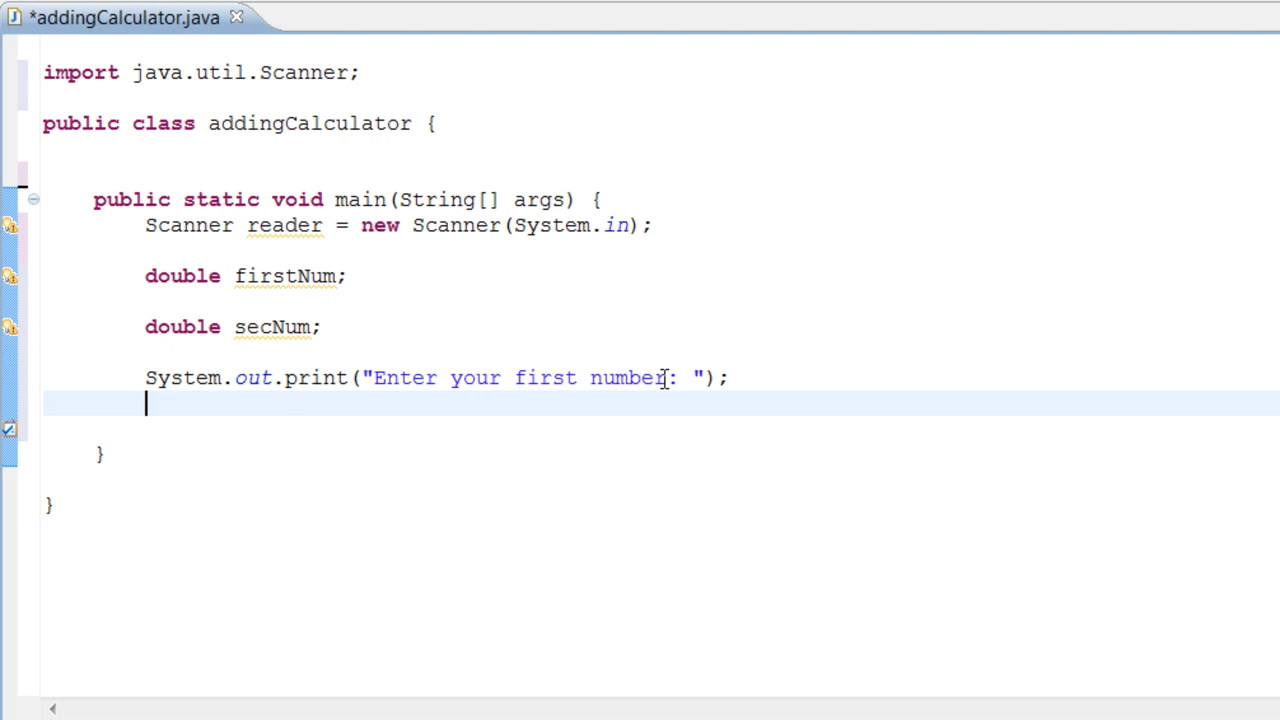 *addingCalculator.java
import java.util.Scanner;
public class addingCalculator {
public static void main(String[] args) {
Scanner reader = new Scanner(System.in);
double firstNum;
double secNum;
System.out.print("Enter your first number: ");
}
}